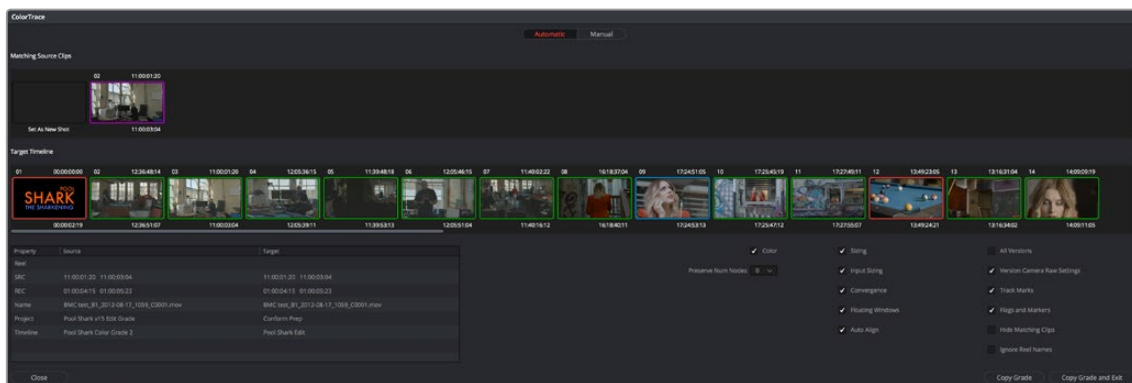 ColorTrace
Automatic Manual
Matching Source Clips
02 11:00:01:20
Set As New Shot 11:00:03:04
Target Timeline
01 00:00:00:00 02 12:36:48:14 03 11:00:01:20 04 12:05:36:15 05 11:39:48:18 06 12:05:46:15 07 11:40:02:22 08 16:18:37:04 09 17:24:51:05 10 17:25:45:19 11 17:27:49:11 12 13:49:23:05 13 13:16:31:04 14 14:09:09:19
POOL
SHARK
THE SHARKENING
00:00:02:19 12:36:51:07 11:00:03:04 12:05:39:11 11:39:53:13 12:05:51:04 11:40:16:12 16:18:40:11 17:24:53:13 17:25:47:12 17:27:55:07 13:49:24:21 13:16:34:02 14:09:11:05
Property Source Target
Reel
SRC 11:00:01:20 11:00:03:04 11:00:01:20 11:00:03:04
REC 01:00:04:15 01:00:05:23 01:00:04:15 01:00:05:23
Name BMC test_B1_2012-08-17_1059_C0001.mov BMC test_B1_2012-08-17_1059_C0001.mov
Project Pool Shark v15 Edit Grade Conform Prep
Timeline Pool Shark Color Grade 2 Pool Shark Edit
Color
Preserve Num Nodes
Sizing
Input Sizing
Convergence
Floating Windows
Auto Align
All Versions
Version Camera Raw Settings
Track Marks
Flags and Markers
Hide Matching Clips
Ignore Reel Names
Close Copy Grade Copy Grade and Exit